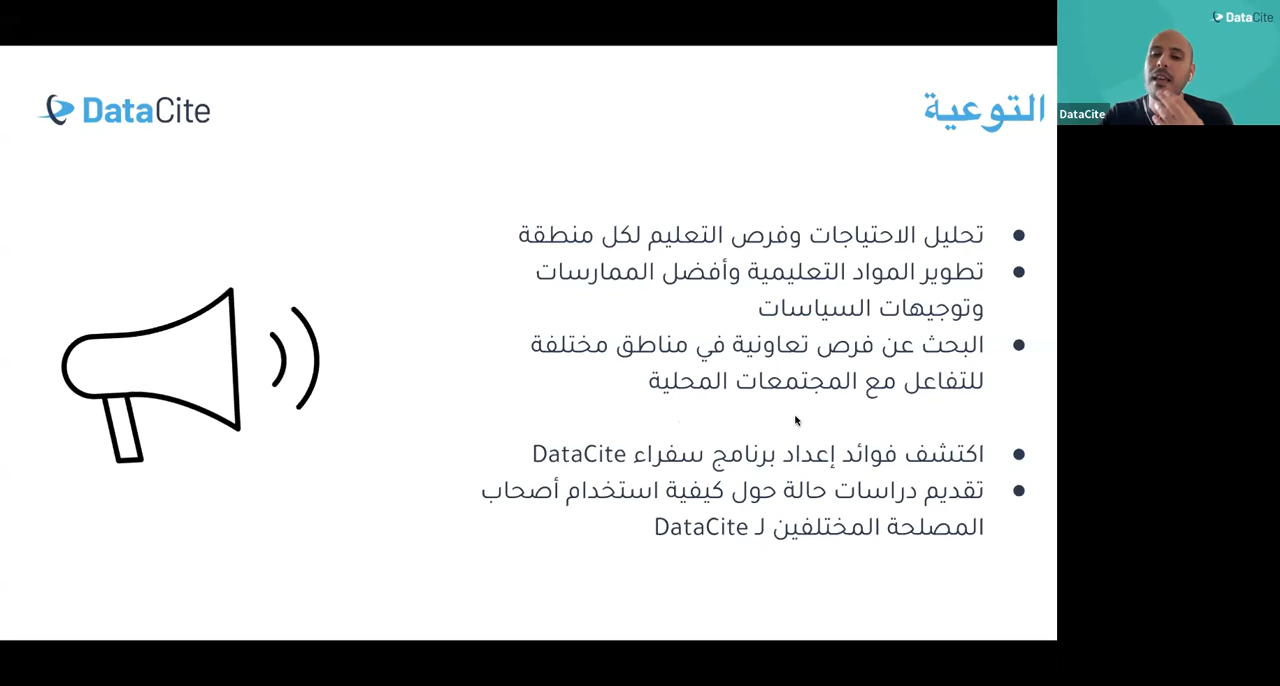 DataCite
التوعية
تحليل الاحتياجات وفرص التعليم لكل منطقة
تطوير المواد التعليمية وأفضل الممارسات
وتوجيهات السياسات
البحث عن فرص تعاونية في مناطق مختلفة
للتفاعل مع المجتمعات المحلية
اكتشف فوائد إعداد برنامج سفراء DataCite
تقديم دراسات حالة حول كيفية استخدام أصحاب
المصلحة المختلفين لـ DataCite
DataCite
DataCite